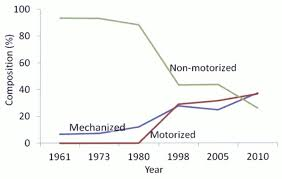 Composition (%)
100
80
60
40
20
0
Non-motorized
Mechanized
Motorized
1961 1973 1980 1998 2005 2010
Year